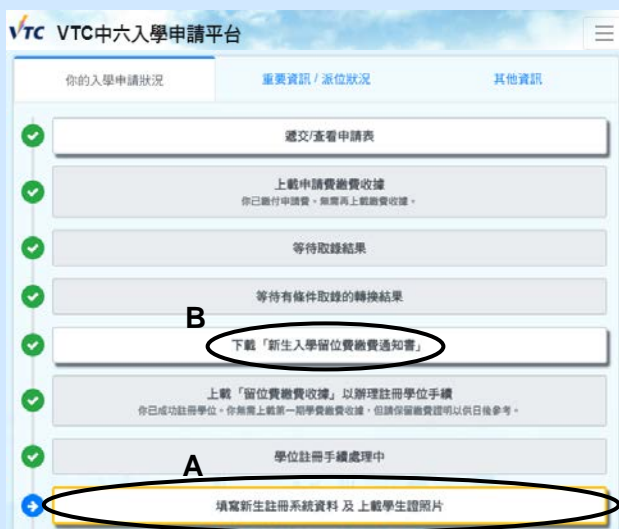 VTC VTC中六入學申請平台
你的入學申請狀況
重要資訊 / 派位狀況
其他資訊
遞交/查看申請表
上載申請費繳費收據
你已繳付申請費。無需再上載繳費收據。
等待取錄結果
等待有條件取錄的轉換結果
B
下載「新生入學留位費繳費通知書」
上載「留位費繳費收據」以辦理註冊學位手續
你已成功註冊學位。你無需上載第一期學費繳費收據，但請保留繳費證明以供日後參考。
學位註冊手續處理中
A
填寫新生註冊系統資料 及 上載學生證照片